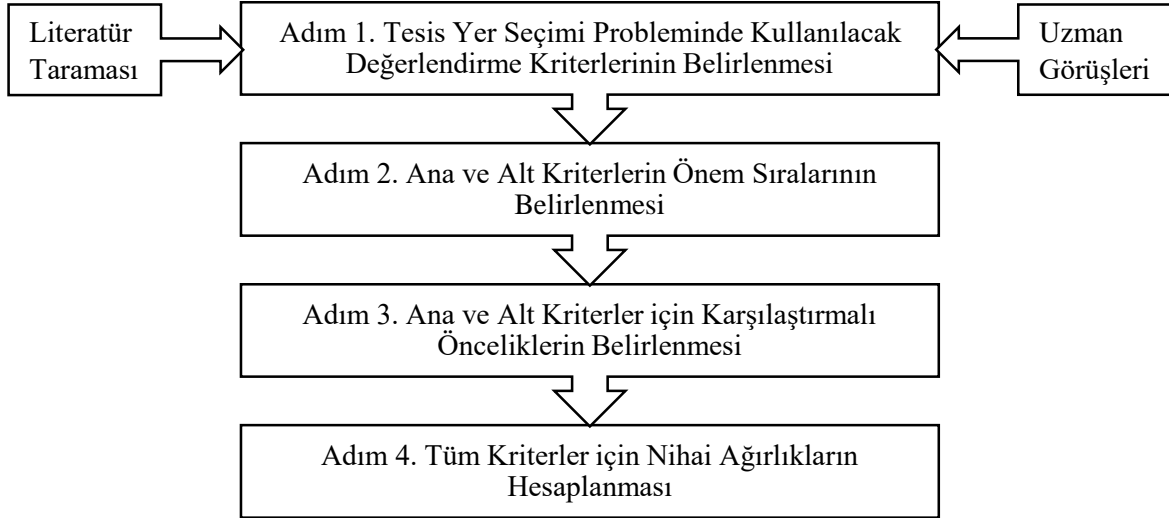 Literatür
Taraması
Adım 1. Tesis Yer Seçimi Probleminde Kullanılacak
Değerlendirme Kriterlerinin Belirlenmesi
Uzman
Görüşleri
Adım 2. Ana ve Alt Kriterlerin Önem Sıralarının
Belirlenmesi
Adım 3. Ana ve Alt Kriterler için Karşılaştırmalı
Önceliklerin Belirlenmesi
Adım 4. Tüm Kriterler için Nihai Ağırlıkların
Hesaplanması